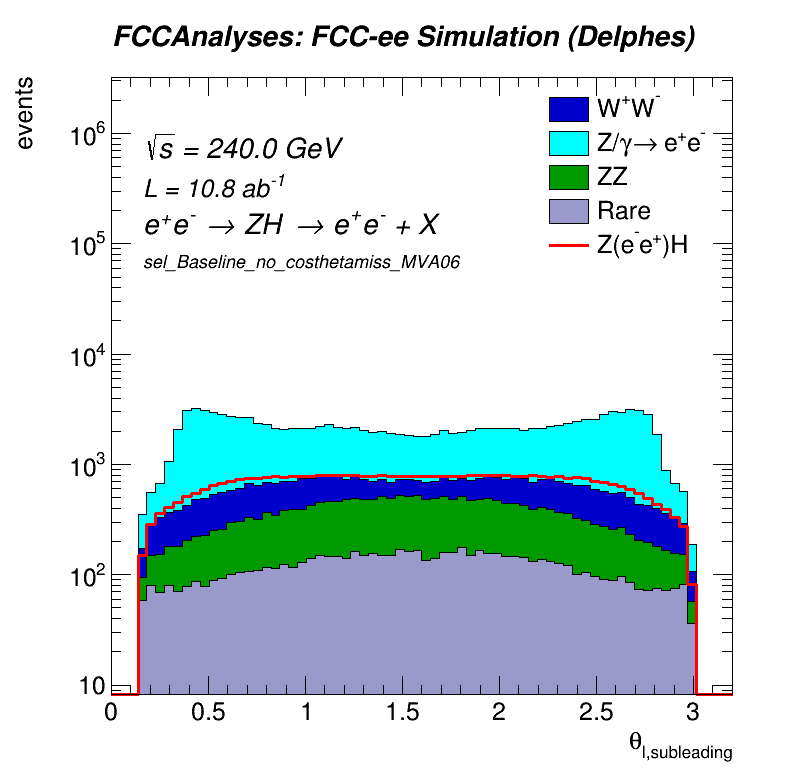 FCCAnalyses: FCC-ee Simulation (Delphes)
events
√s = 240.0 GeV
L = 10.8 ab⁻¹
e⁺e⁻ → ZH → e⁺e⁻ + X
sel_Baseline_no_costhetamiss_MVA06
W⁺W⁻
Z/γ→ e⁺e⁻
ZZ
Rare
Z(e⁻e⁺)H
10⁶
10⁵
10⁴
10³
10²
10
0 0.5 1 1.5 2 2.5 3
θ_l,subleading